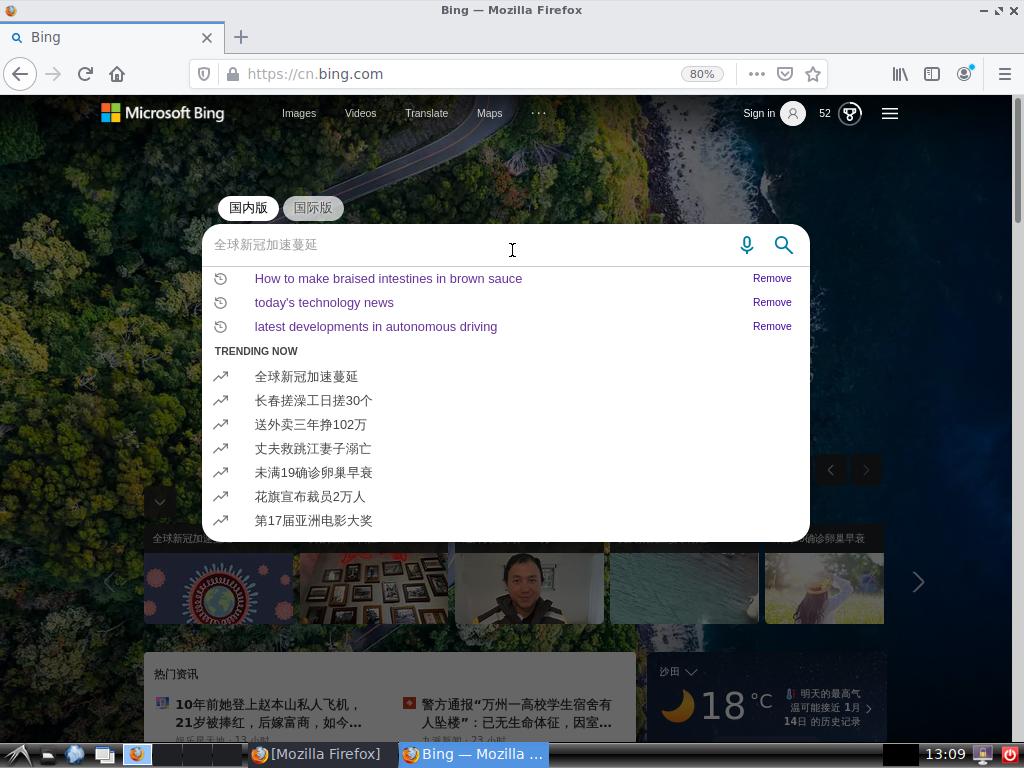 Bing — Mozilla Firefox
Bing
https://cn.bing.com
80%
Microsoft Bing
Images
Videos
Translate
Maps
Sign in
52
国内版
国际版
全球新冠加速蔓延
How to make braised intestines in brown sauce
Remove
today's technology news
Remove
latest developments in autonomous driving
Remove
TRENDING NOW
全球新冠加速蔓延
长春搓澡工日搓30个
送外卖三年挣102万
丈夫救跳江妻子溺亡
未满19确诊卵巢早衰
花旗宣布裁员2万人
第17届亚洲电影大奖
全球新冠加速
确诊卵巢早衰
热门资讯
10年前她登上赵本山私人飞机，
21岁被捧红，后嫁富商，如今...
娱乐星天地 · 13 小时
警方通报“万州一高校学生宿舍有
人坠楼”：已无生命体征，因室...
九派新闻 · 23 小时
沙田
18 °C
明天的最高气
温可能接近 1月
14日 的历史记录
[Mozilla Firefox]
Bing — Mozilla ...
13:09